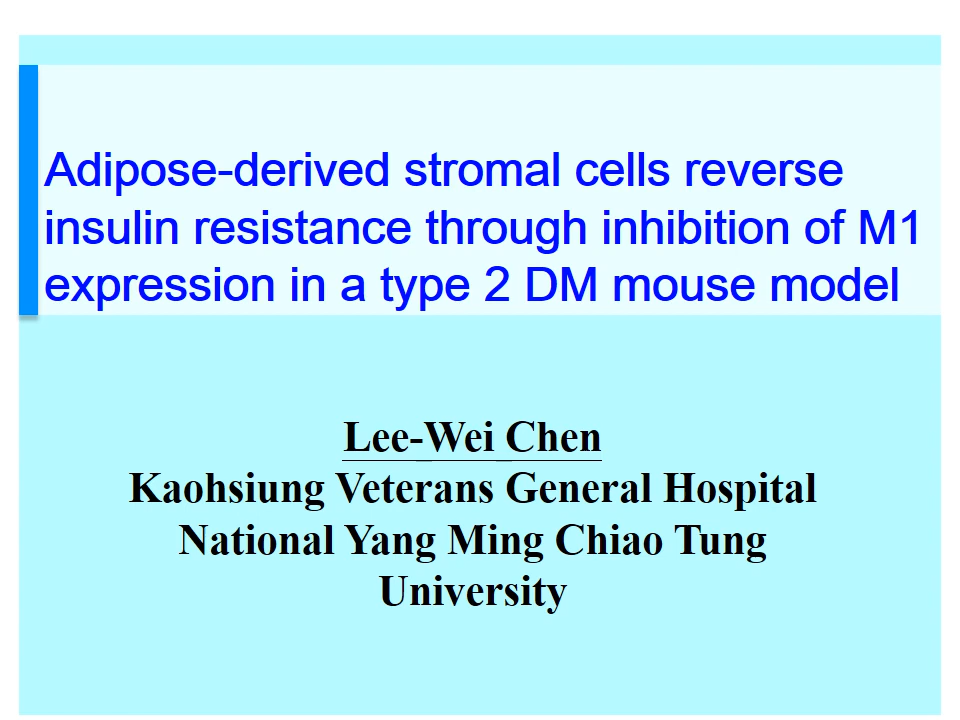 Adipose-derived stromal cells reverse
insulin resistance through inhibition of M1
expression in a type 2 DM mouse model
Lee-Wei Chen
Kaohsiung Veterans General Hospital
National Yang Ming Chiao Tung
University